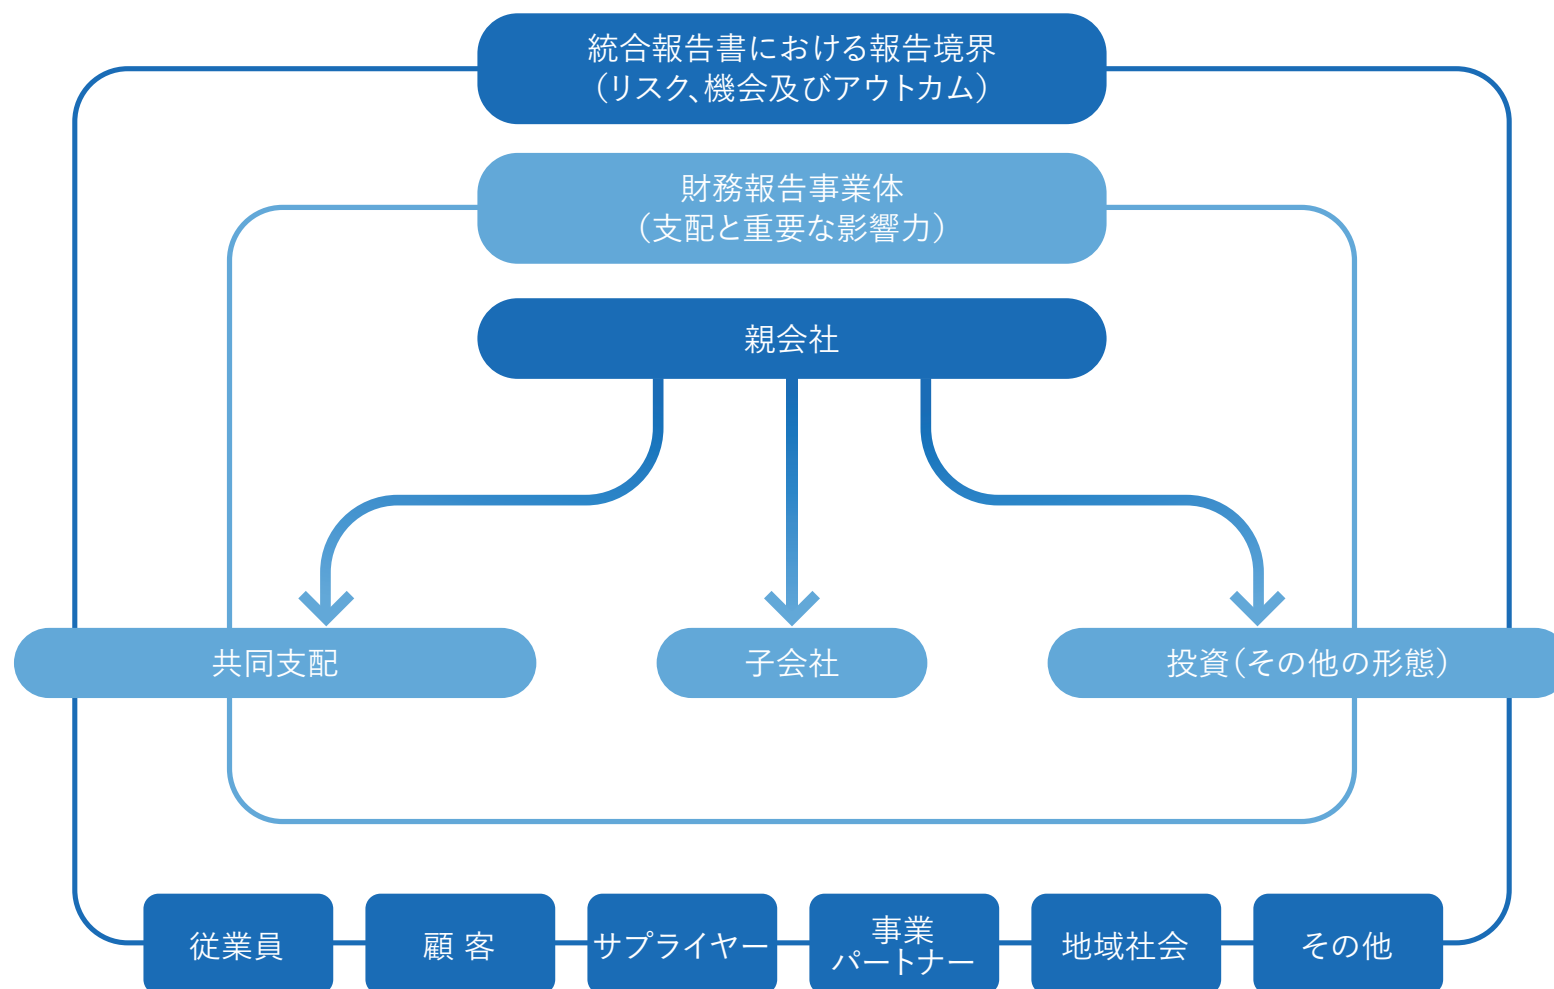 統合報告書における報告境界
（リスク、機会及びアウトカム）
財務報告事業体
（支配と重要な影響力）
親会社
共同支配
子会社
投資（その他の形態）
従業員
顧 客
サプライヤー
事業
パートナー
地域社会
その他